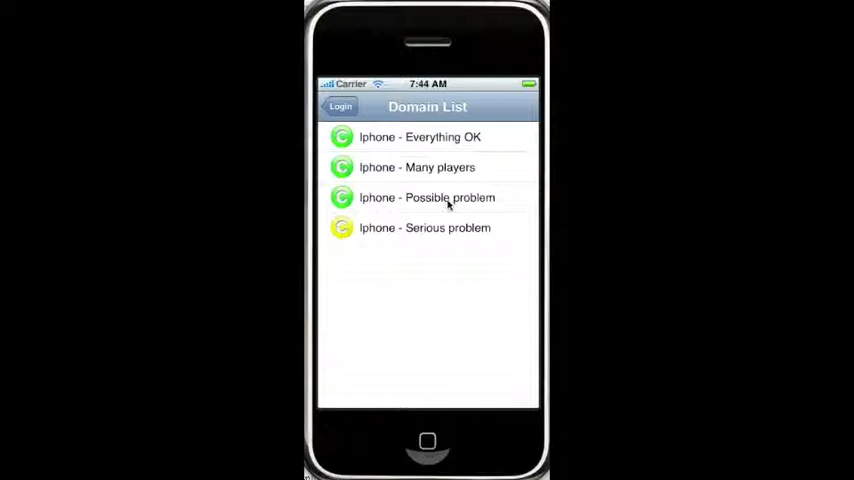 Carrier 7:44 AM
Login Domain List
C Iphone - Everything OK
C Iphone - Many players
C Iphone - Possible problem
C Iphone - Serious problem